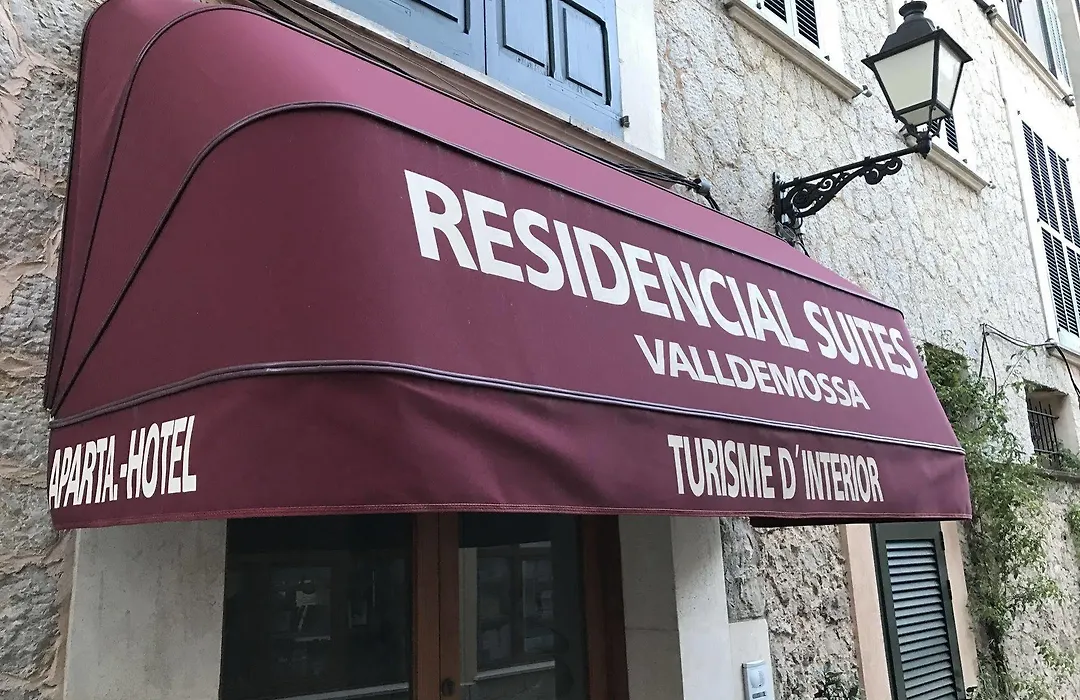 RESIDENCIAL SUITES
VALLDEMOSSA
APARTA.-HOTEL
TURISME D´INTERIOR